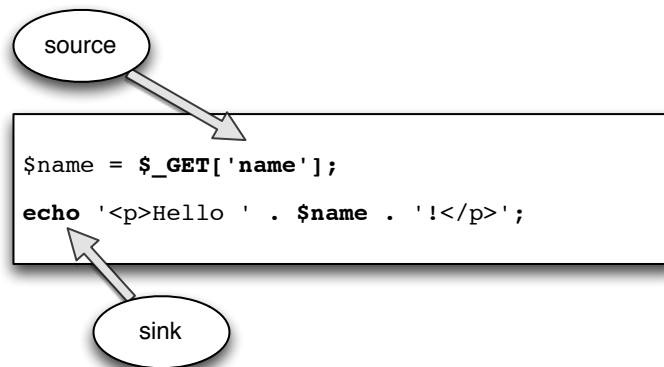 source
$name = $_GET['name'];
echo '<p>Hello ' . $name . '!</p>';
sink